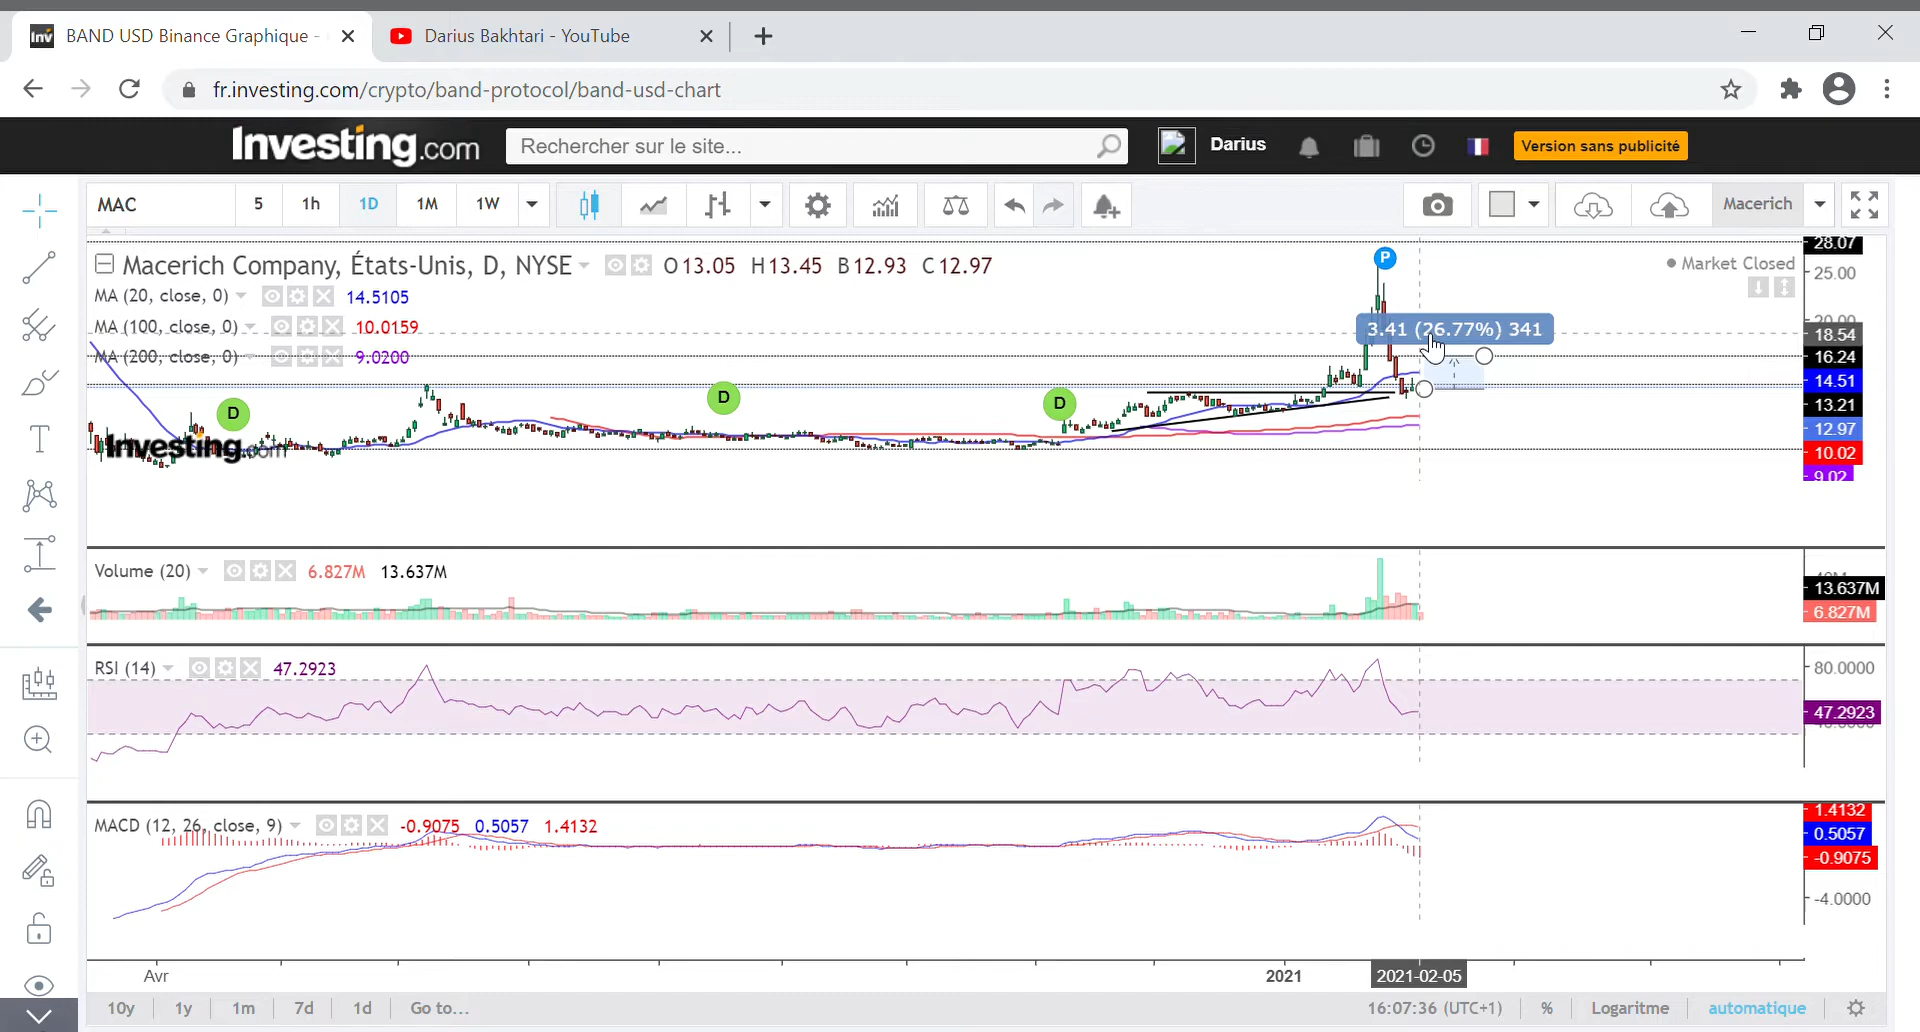 BAND USD Binance Graphique -
Darius Bakhtari - YouTube
fr.investing.com/crypto/band-protocol/band-usd-chart
Investing.com
Rechercher sur le site...
Darius
Version sans publicité
MAC 5 1h 1D 1M 1W
Macerich
Macerich Company, États-Unis, D, NYSE O13.05 H13.45 B12.93 C12.97
Market Closed
MA (20, close, 0) 14.5105
MA (100, close, 0) 10.0159
MA (200, close, 0) 9.0200
P
3.41 (26.77%) 341
D
D
D
Investing.com
28.07
25.00
20.00
18.54
16.24
14.51
13.21
12.97
10.02
9.02
Volume (20) 6.827M 13.637M
13.637M
6.827M
RSI (14) 47.2923
80.0000
47.2923
MACD (12, 26, close, 9) -0.9075 0.5057 1.4132
1.4132
0.5057
-0.9075
-4.0000
Avr 2021 2021-02-05
10y 1y 1m 7d 1d Go to...
16:07:36 (UTC+1) % Logaritme automatique